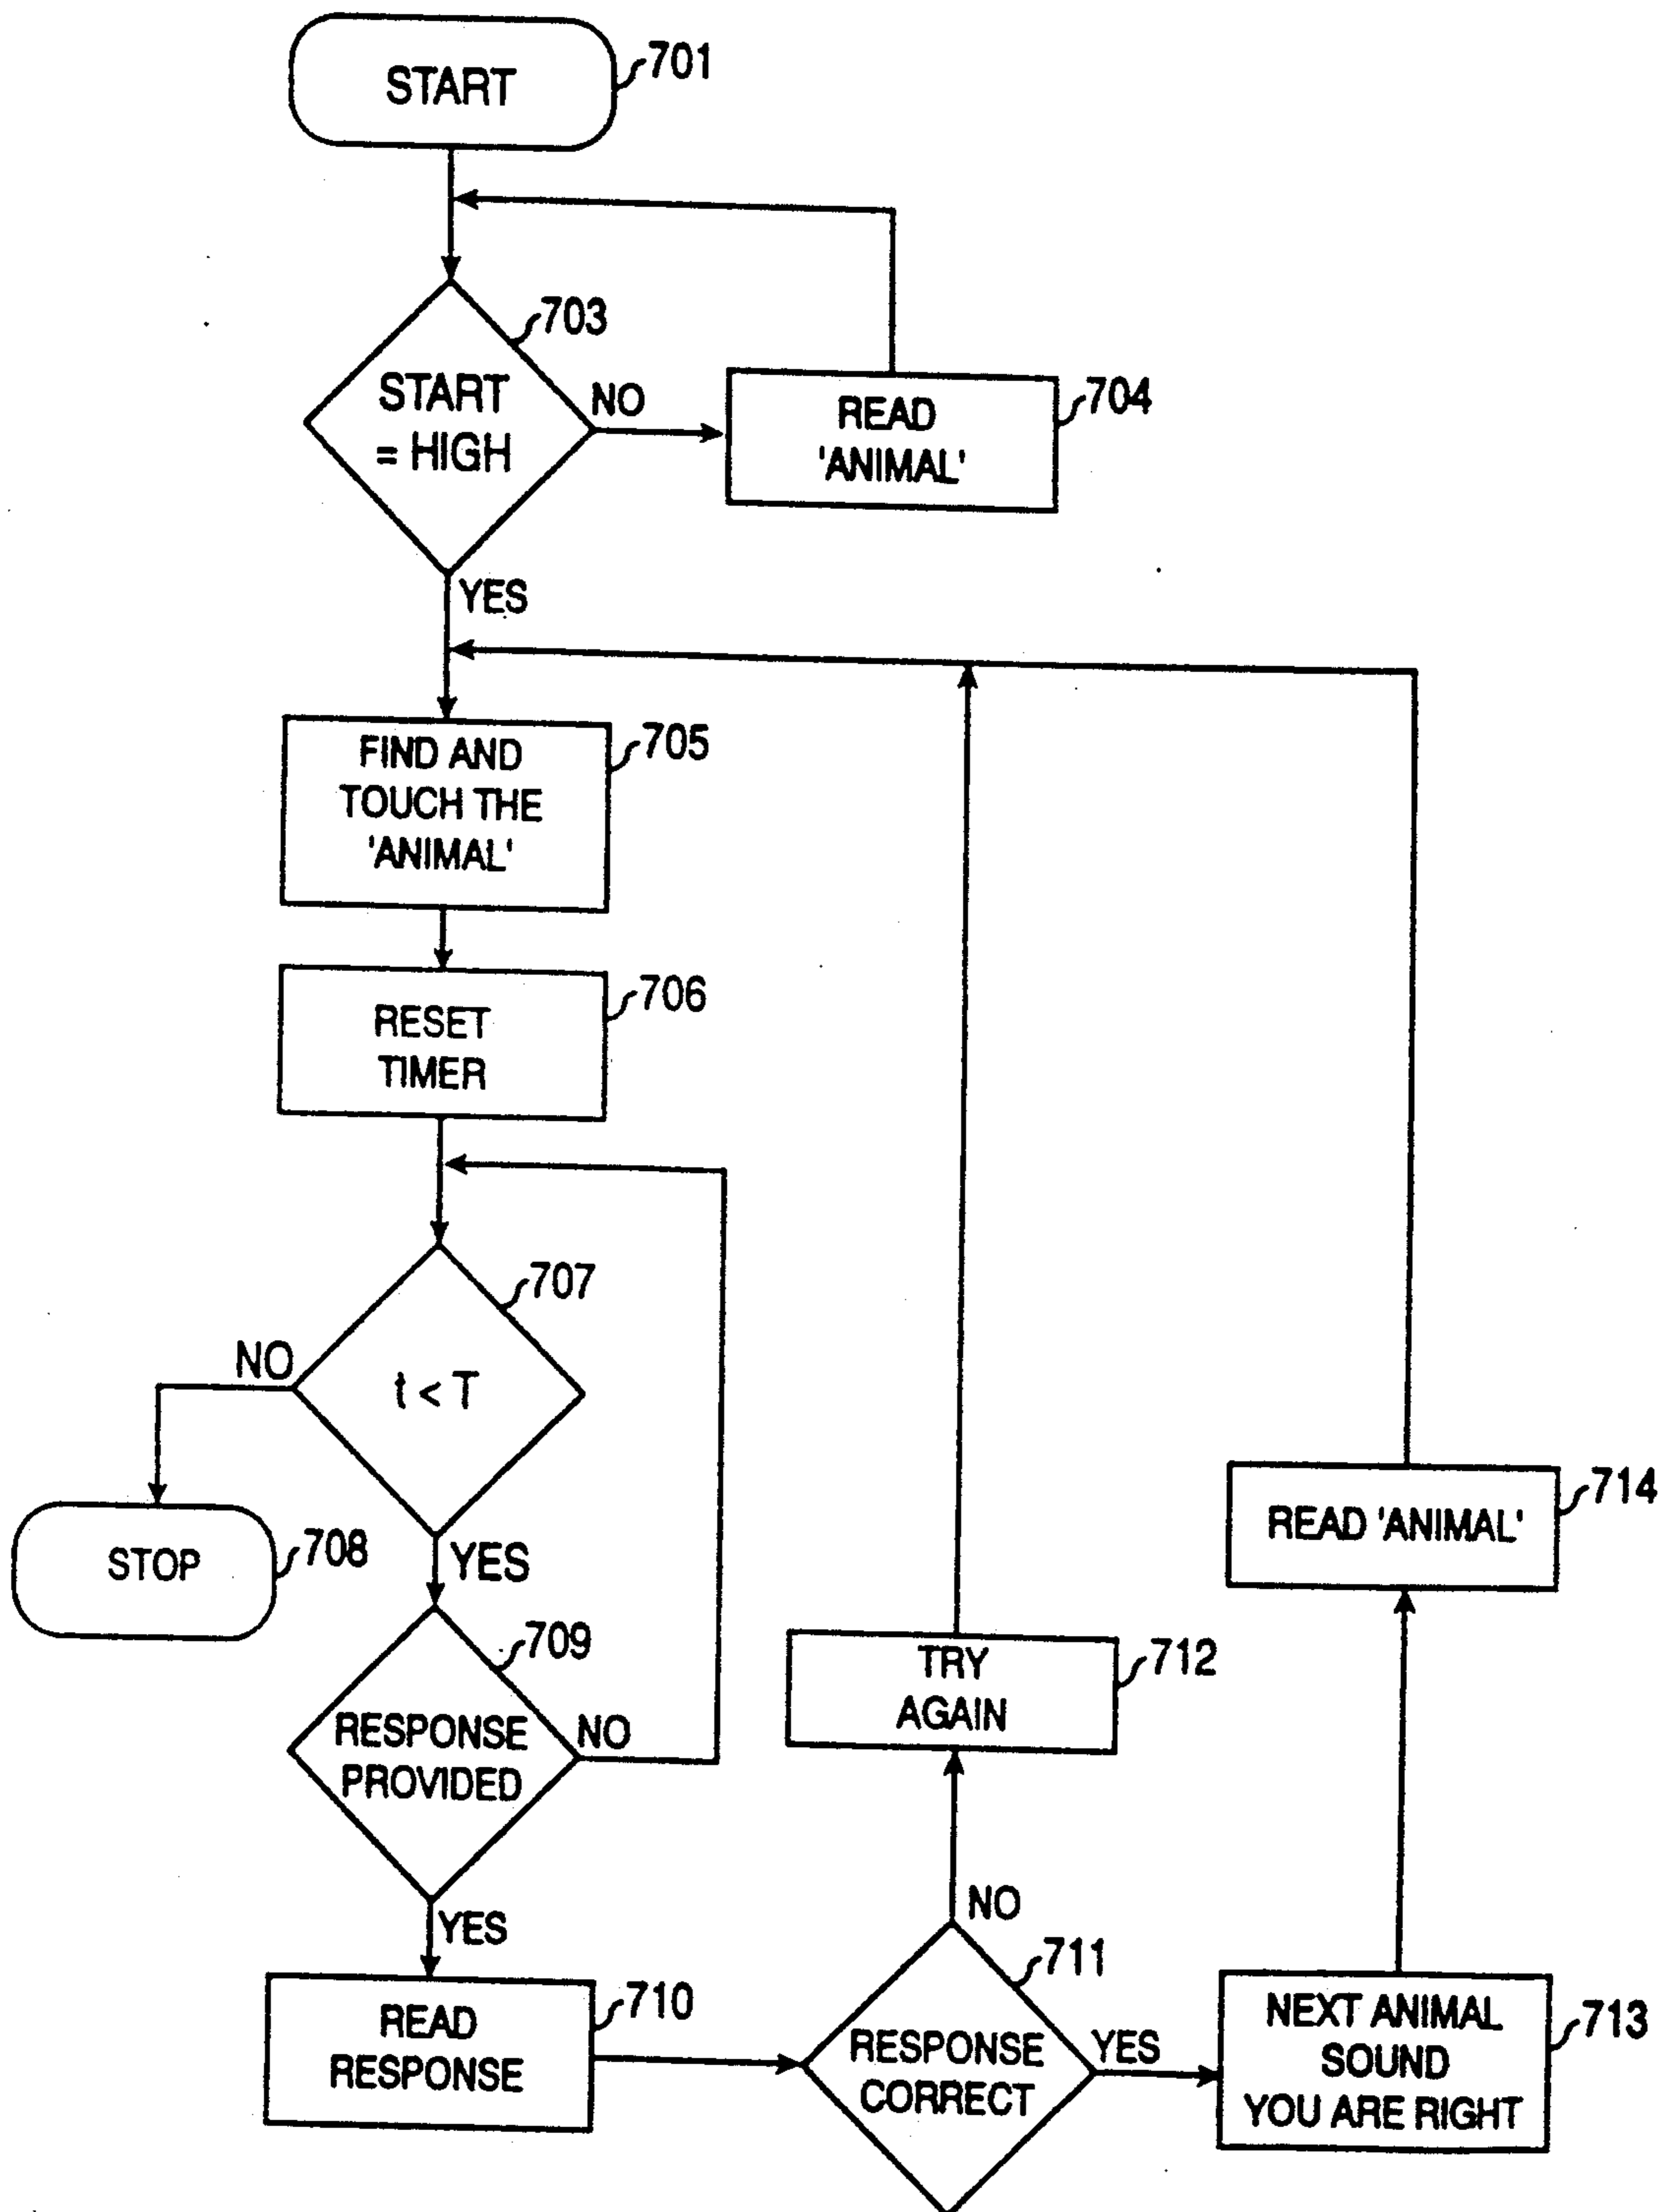 START
701
703
START
= HIGH
NO
READ
'ANIMAL'
704
YES
FIND AND
TOUCH THE
'ANIMAL'
705
RESET
TIMER
706
707
NO
t < T
STOP
708
YES
709
RESPONSE
PROVIDED
NO
YES
READ
RESPONSE
710
711
RESPONSE
CORRECT
NO
TRY
AGAIN
712
YES
NEXT ANIMAL
SOUND
YOU ARE RIGHT
713
READ 'ANIMAL'
714